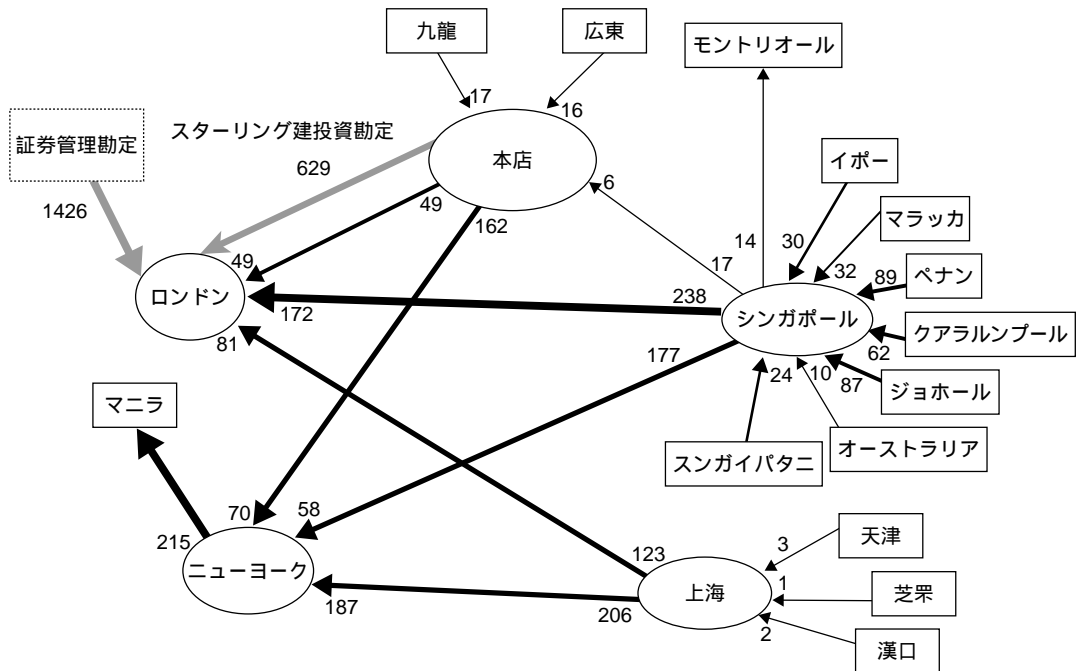 九龍
広東
モントリオール
17
16
証券管理勘定
スターリング建投資勘定
本店
イポー
629
6
1426
49
162
マラッカ
14
30
17
32
49
ペナン
89
ロンドン
172
238
シンガポール
クアラルンプール
81
177
62
24
10
87
ジョホール
マニラ
スンガイパタニ
オーストラリア
70
58
215
天津
3
ニューヨーク
123
上海
1
芝罘
187
206
2
漢口